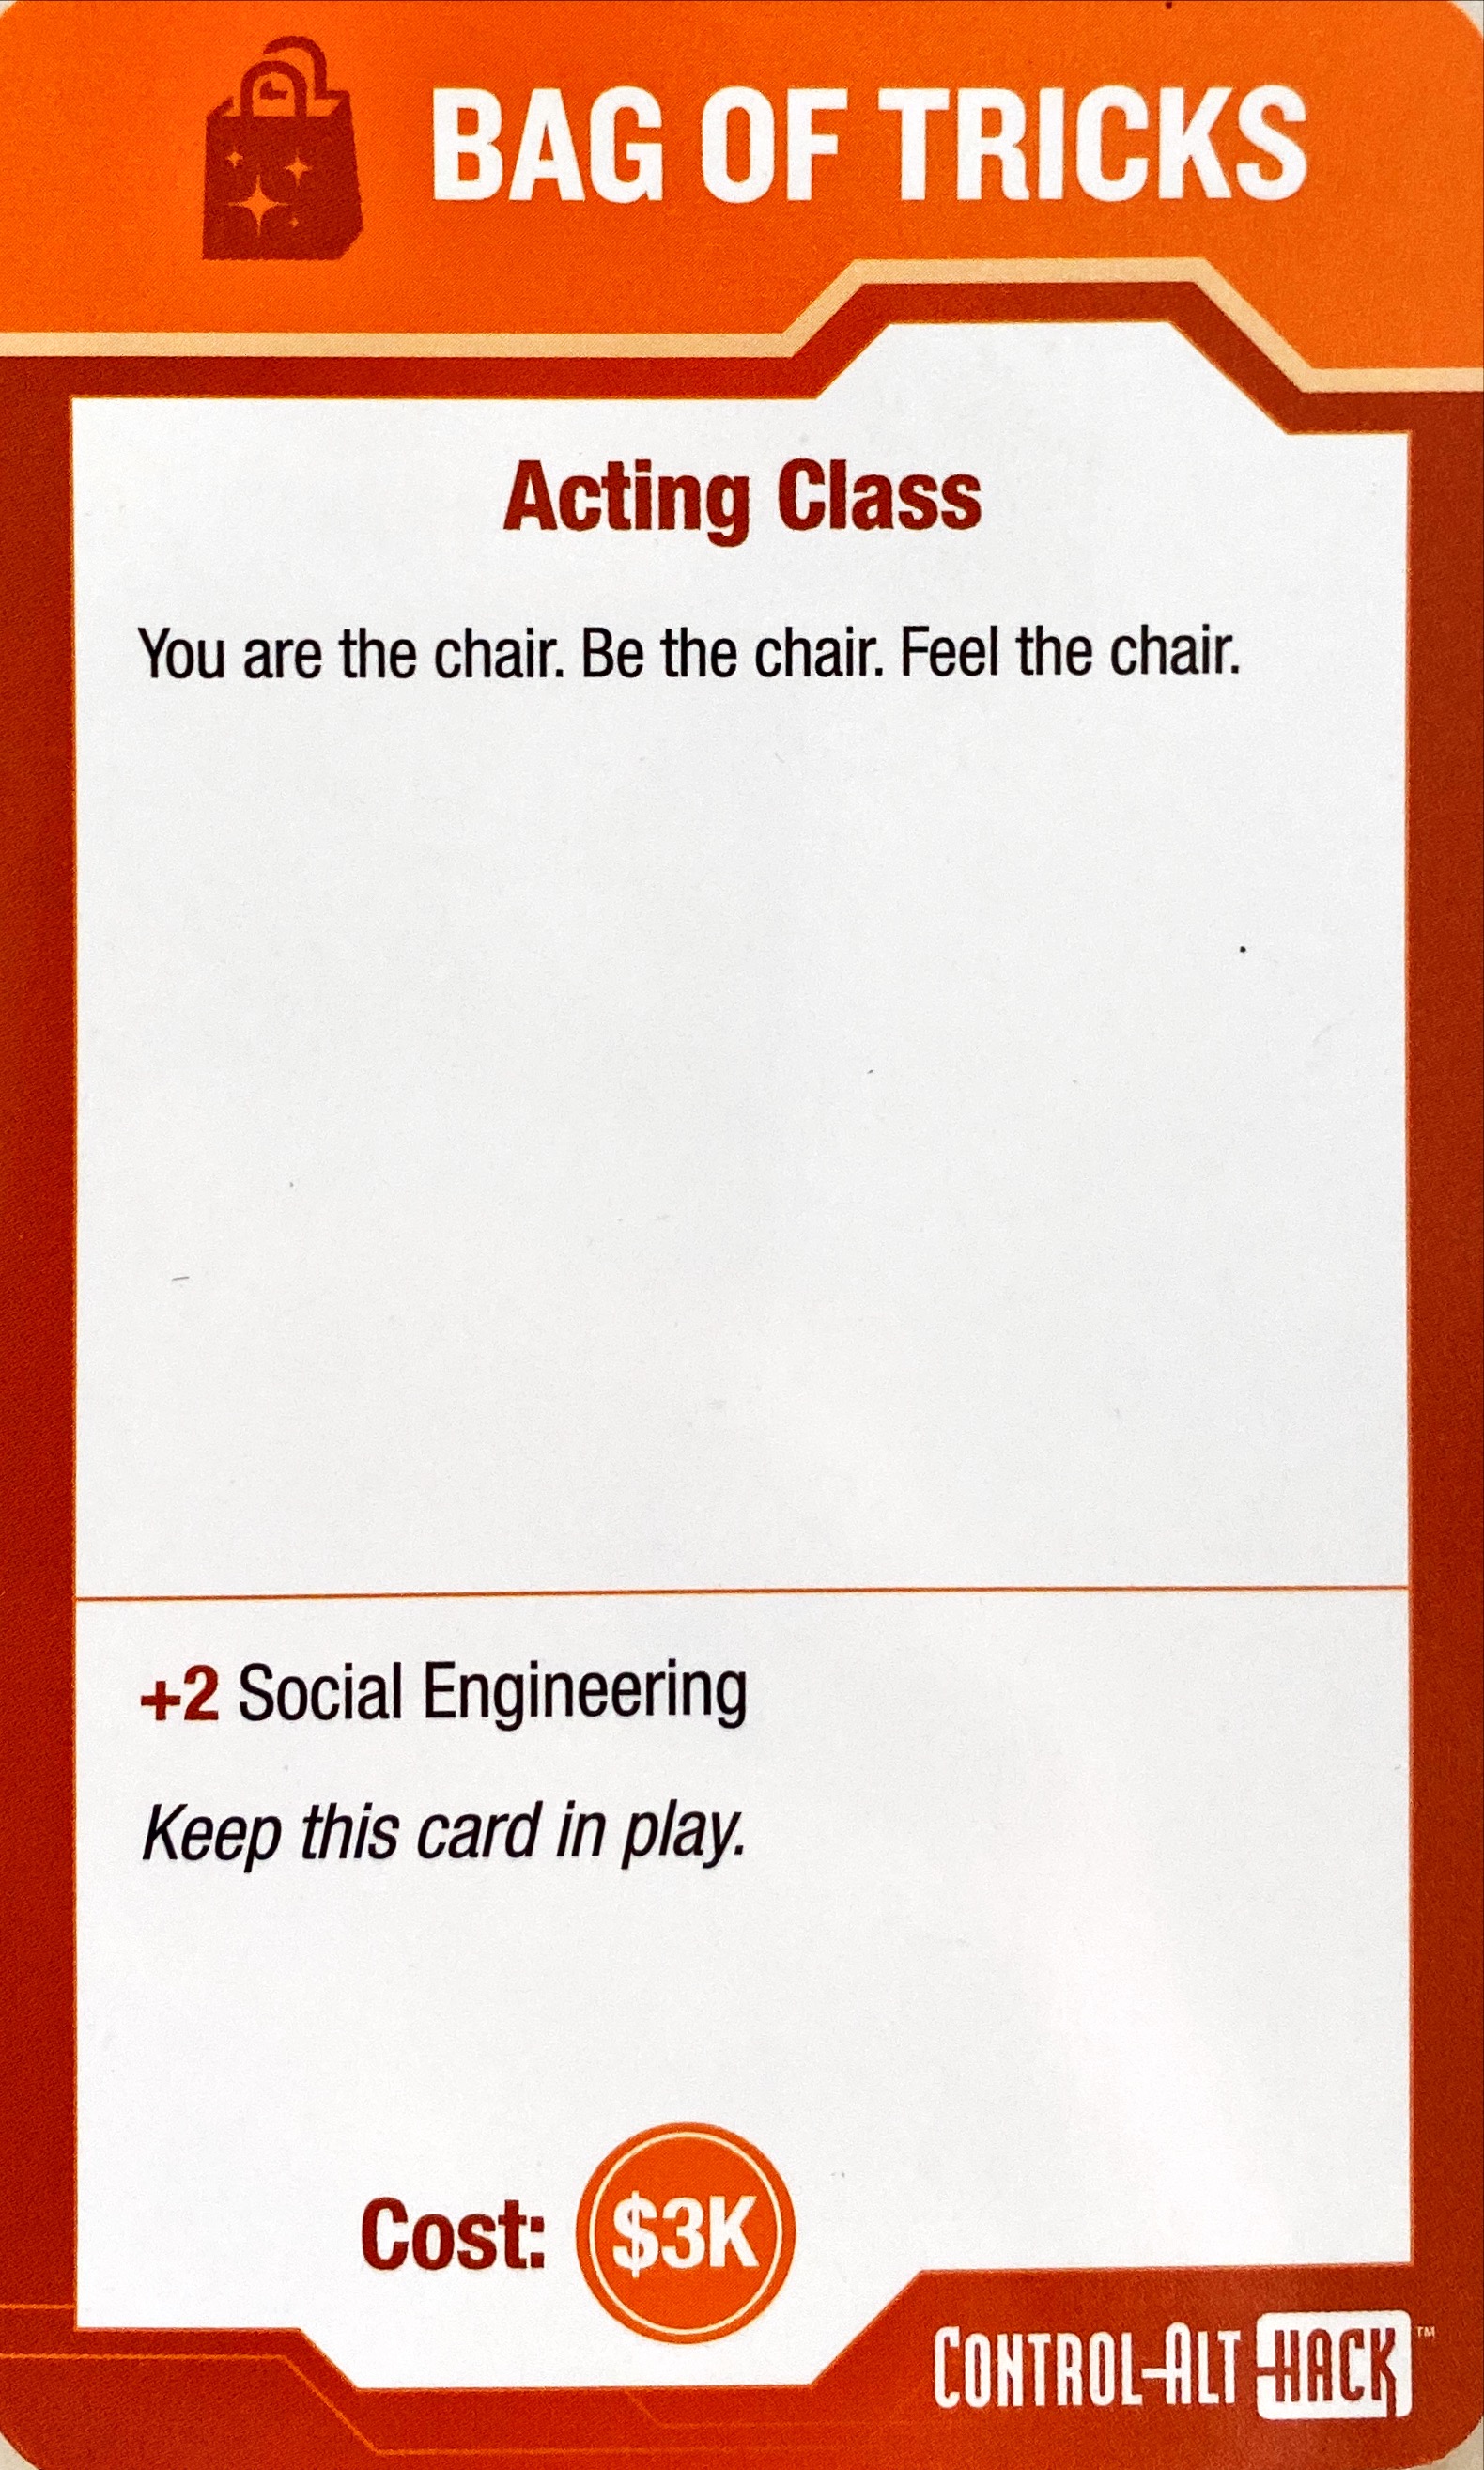 BAG OF TRICKS
Acting Class
You are the chair. Be the chair. Feel the chair.
+2 Social Engineering
Keep this card in play.
Cost: $3K
CONTROL-ALT-HACK™